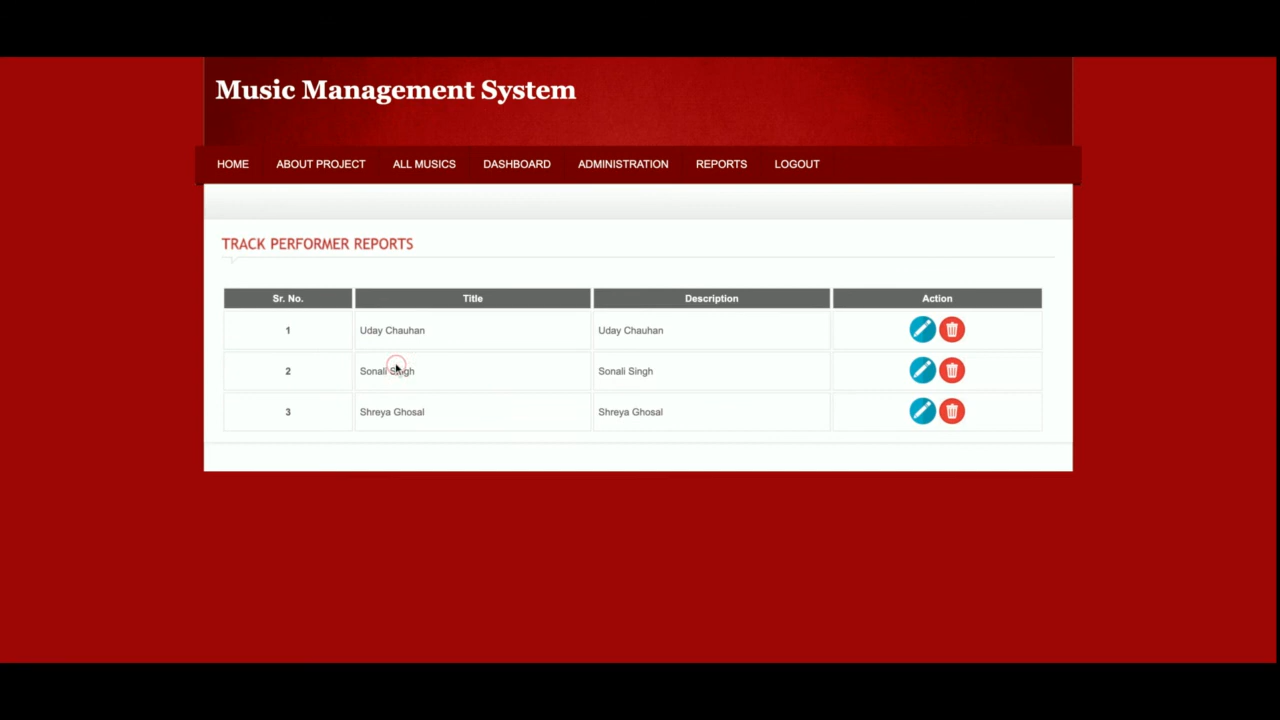 Music Management System
HOME ABOUT PROJECT ALL MUSICS DASHBOARD ADMINISTRATION REPORTS LOGOUT
TRACK PERFORMER REPORTS
Sr. No. Title Description Action
1 Uday Chauhan Uday Chauhan
2 Sonali Singh Sonali Singh
3 Shreya Ghosal Shreya Ghosal